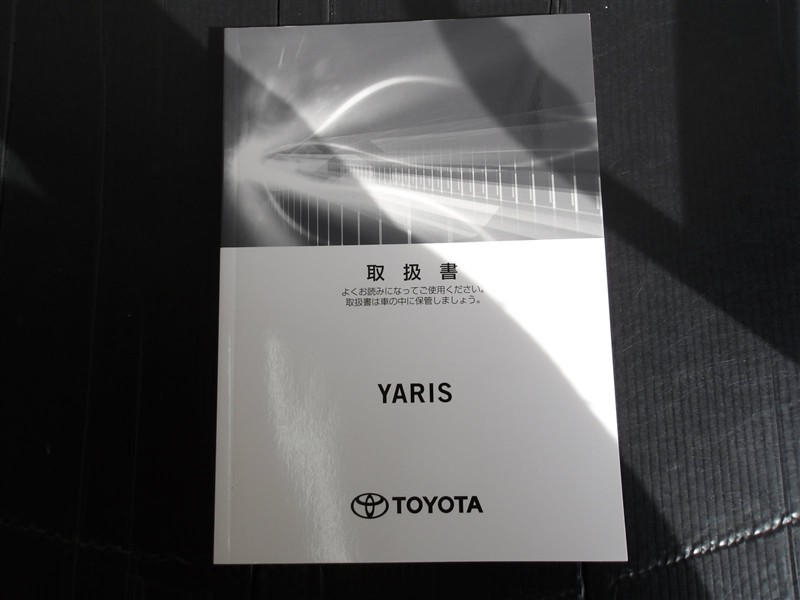 取扱書
よくお読みになってご使用ください。
取扱書は車の中に保管しましょう。
YARIS
TOYOTA